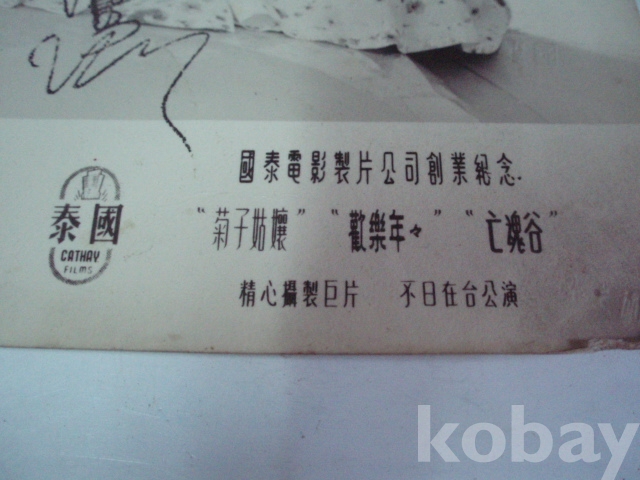 國泰電影製片公司創業紀念.
泰國
CATHAY
FILMS
“菊子姑孃” “歡樂年々” “亡魂谷”
精心攝製巨片 不日在台公演
kobay